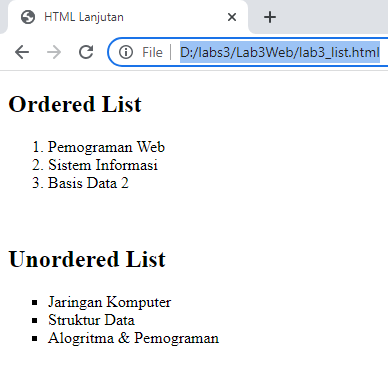 HTML Lanjutan
File D:/labs3/Lab3Web/lab3_list.html
Ordered List
1. Pemograman Web
2. Sistem Informasi
3. Basis Data 2
Unordered List
▪ Jaringan Komputer
▪ Struktur Data
▪ Alogritma & Pemograman